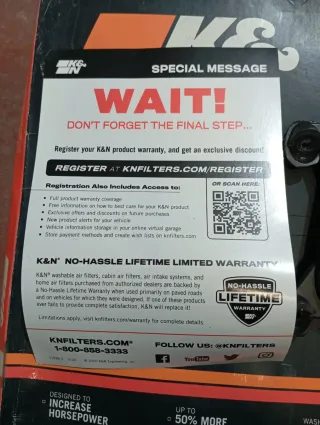 K&N
K&N
SPECIAL MESSAGE
WAIT!
DON'T FORGET THE FINAL STEP...
Register your K&N product warranty, and get an exclusive discount!
REGISTER AT KNFILTERS.COM/REGISTER
Registration Also Includes Access to:
OR SCAN HERE:
• Full product warranty coverage
• Free information on how to best care for your K&N product
• Exclusive offers and discounts on future purchases
• New product alerts for your vehicle
• Vehicle information storage in your online virtual garage
• Store payment methods and create wish lists on knfilters.com
K&N® NO-HASSLE LIFETIME LIMITED WARRANTY
K&N® washable air filters, cabin air filters, air intake systems, and
home air filters purchased from authorized dealers are backed by
a No-Hassle Lifetime Warranty when used primarily on paved roads
and on vehicles for which they were designed. If one of these products
ever fails to provide complete satisfaction, K&N will replace it!
NO-HASSLE
LIFETIME
WARRANTY
Limitations apply, visit knfilters.com/warranty for complete details.
KNFILTERS.COM®
1-800-858-3333
FOLLOW US: @KNFILTERS
YouTube
DESIGNED TO
INCREASE
HORSEPOWER
UP TO
50% MORE